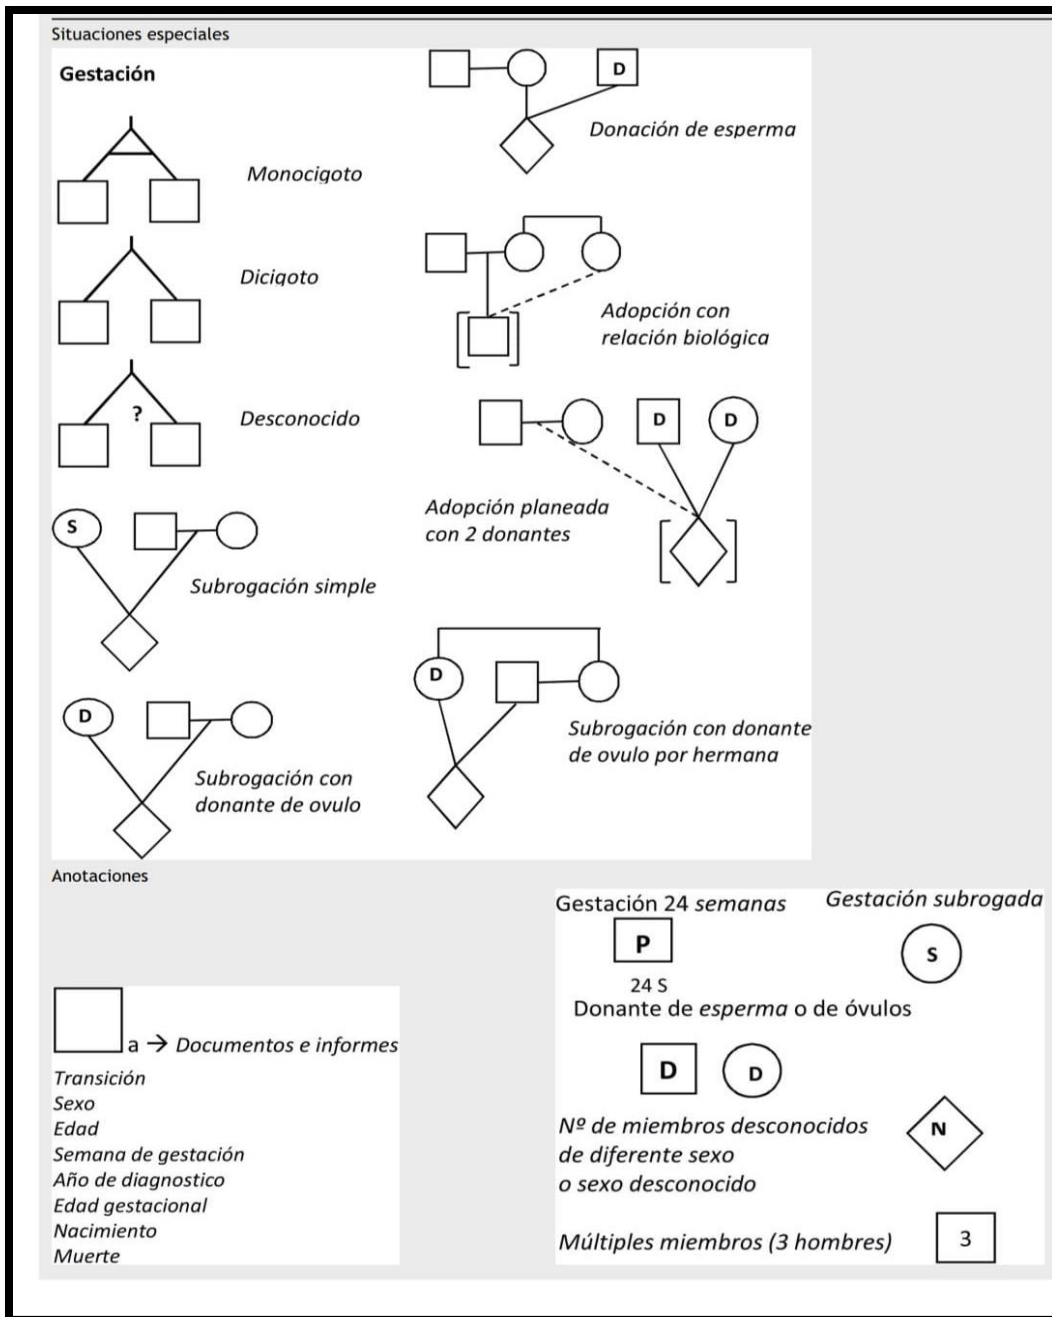 Situaciones especiales
Gestación
D
Donación de esperma
Monocigoto
Dicigoto
Adopción con
relación biológica
?
Desconocido
D
D
Adopción planeada
con 2 donantes
S
Subrogación simple
D
Subrogación con donante
de ovulo por hermana
D
Subrogación con
donante de ovulo
Anotaciones
Gestación 24 semanas
Gestación subrogada
P
S
24 S
Donante de esperma o de óvulos
D
D
a → Documentos e informes
Transición
Sexo
Edad
Semana de gestación
Año de diagnostico
Edad gestacional
Nacimiento
Muerte
Nº de miembros desconocidos
de diferente sexo
o sexo desconocido
N
Múltiples miembros (3 hombres)
3